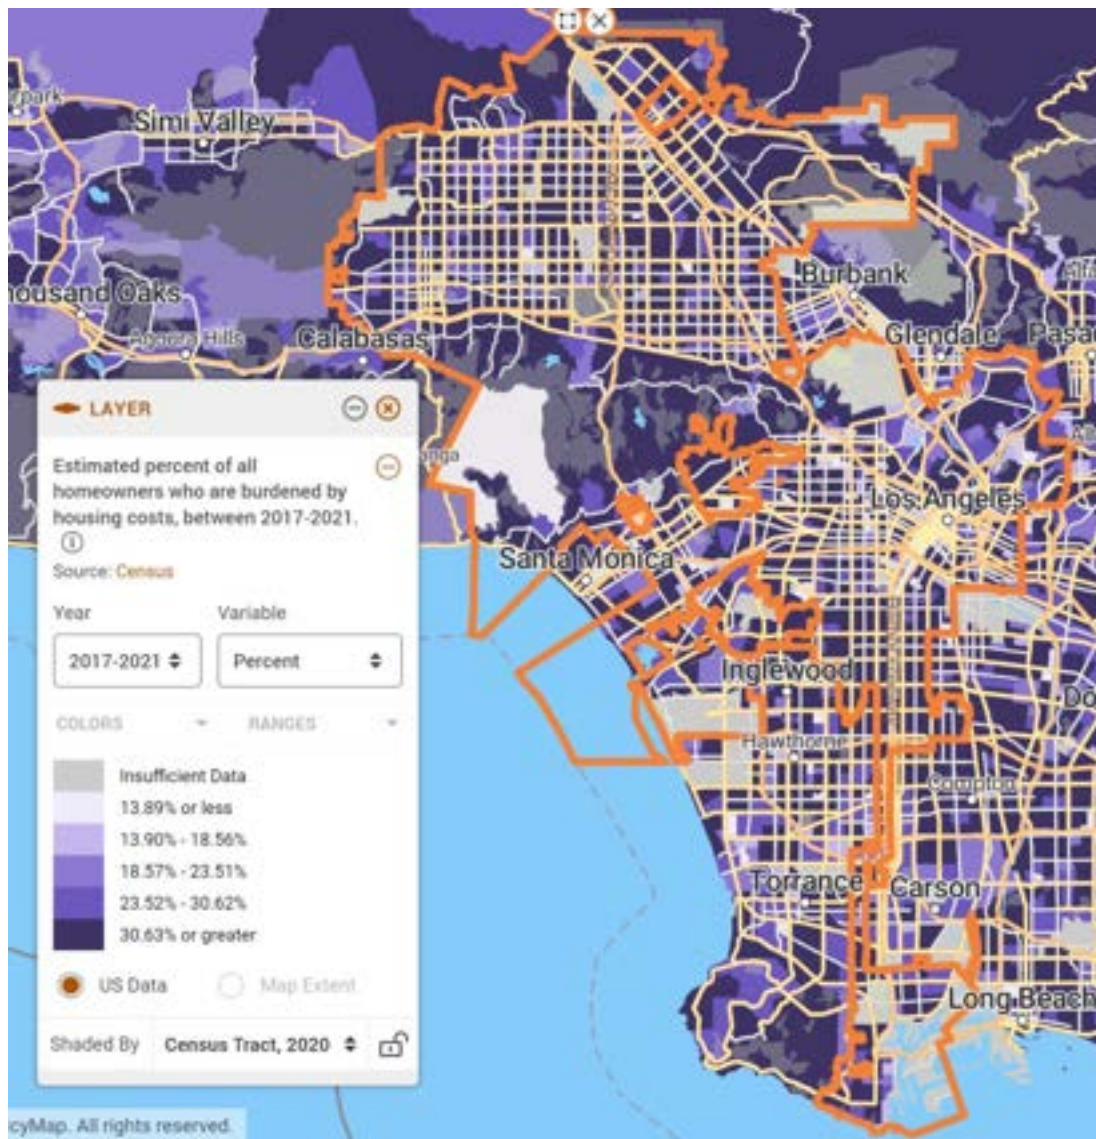 Simi Valley
Burbank
Thousand Oaks
Agoura Hills
Calabasas
Glendale
Los Angeles
Santa Monica
Inglewood
Hawthorne
Compton
Torrance
Carson
Long Beach
LAYER
Estimated percent of all
homeowners who are burdened by
housing costs, between 2017-2021.
Source: Census
Year Variable
2017-2021 Percent
COLORS RANGES
Insufficient Data
13.89% or less
13.90% - 18.56%
18.57% - 23.51%
23.52% - 30.62%
30.63% or greater
US Data Map Extent
Shaded By Census Tract, 2020
cyMap. All rights reserved.